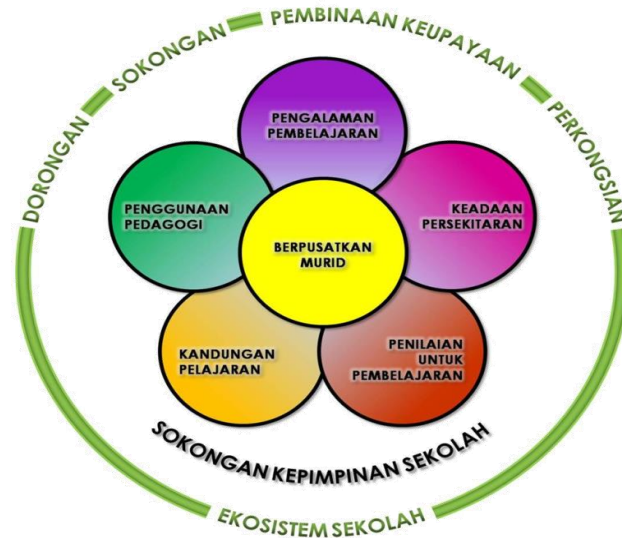 DORONGAN
SOKONGAN
PEMBINAAN KEUPAYAAN
PERKONGSIAN
PENGALAMAN
PEMBELAJARAN
PENGGUNAAN
PEDAGOGI
KEADAAN
PERSEKITARAN
BERPUSATKAN
MURID
KANDUNGAN
PELAJARAN
PENILAIAN
UNTUK
PEMBELAJARAN
SOKONGAN KEPIMPINAN SEKOLAH
EKOSISTEM SEKOLAH